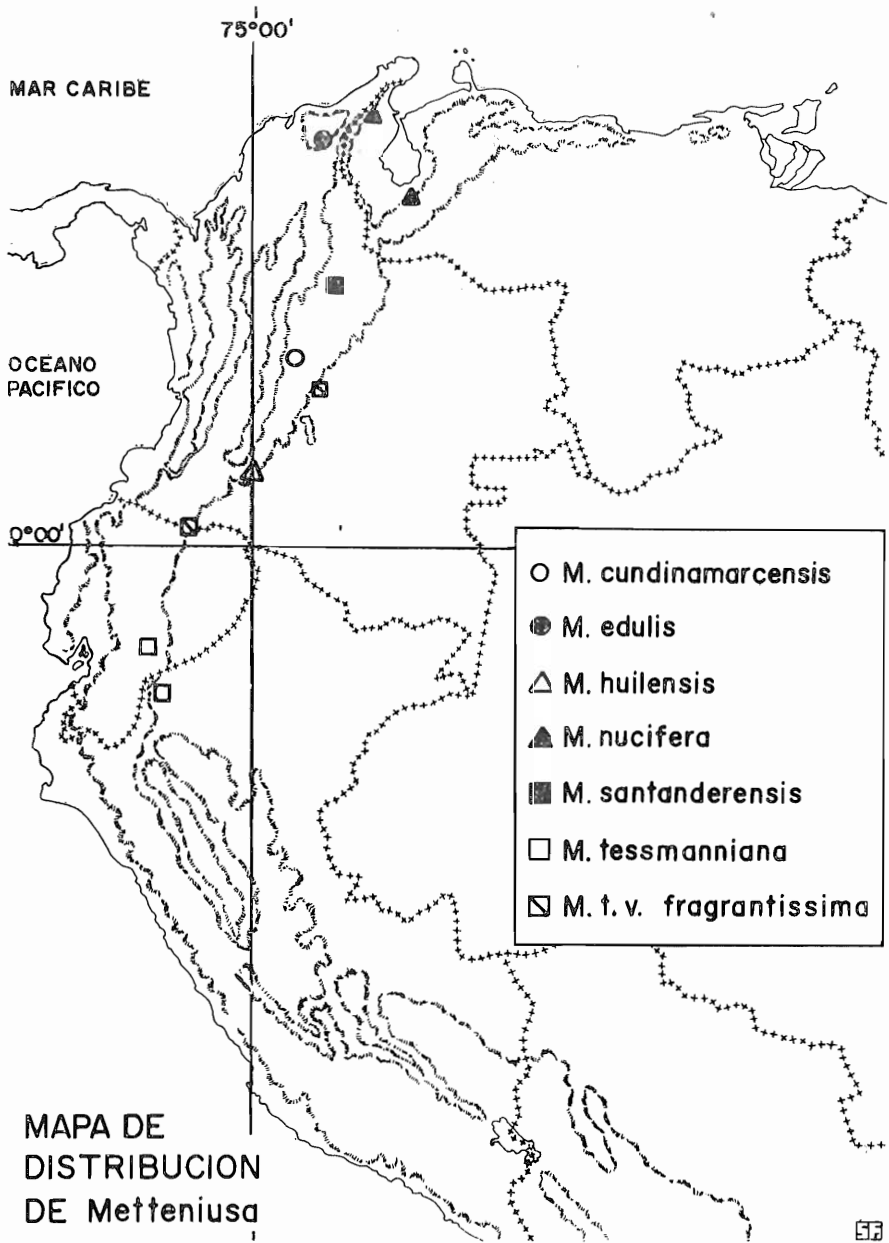 75°00'
MAR CARIBE
OCEANO
PACIFICO
0°00'
M. cundinamarcensis
M. edulis
M. huilensis
M. nucifera
M. santanderensis
M. tessmanniana
M. t. v. fragrantissima
MAPA DE
DISTRIBUCION
DE Metteniusa
SF